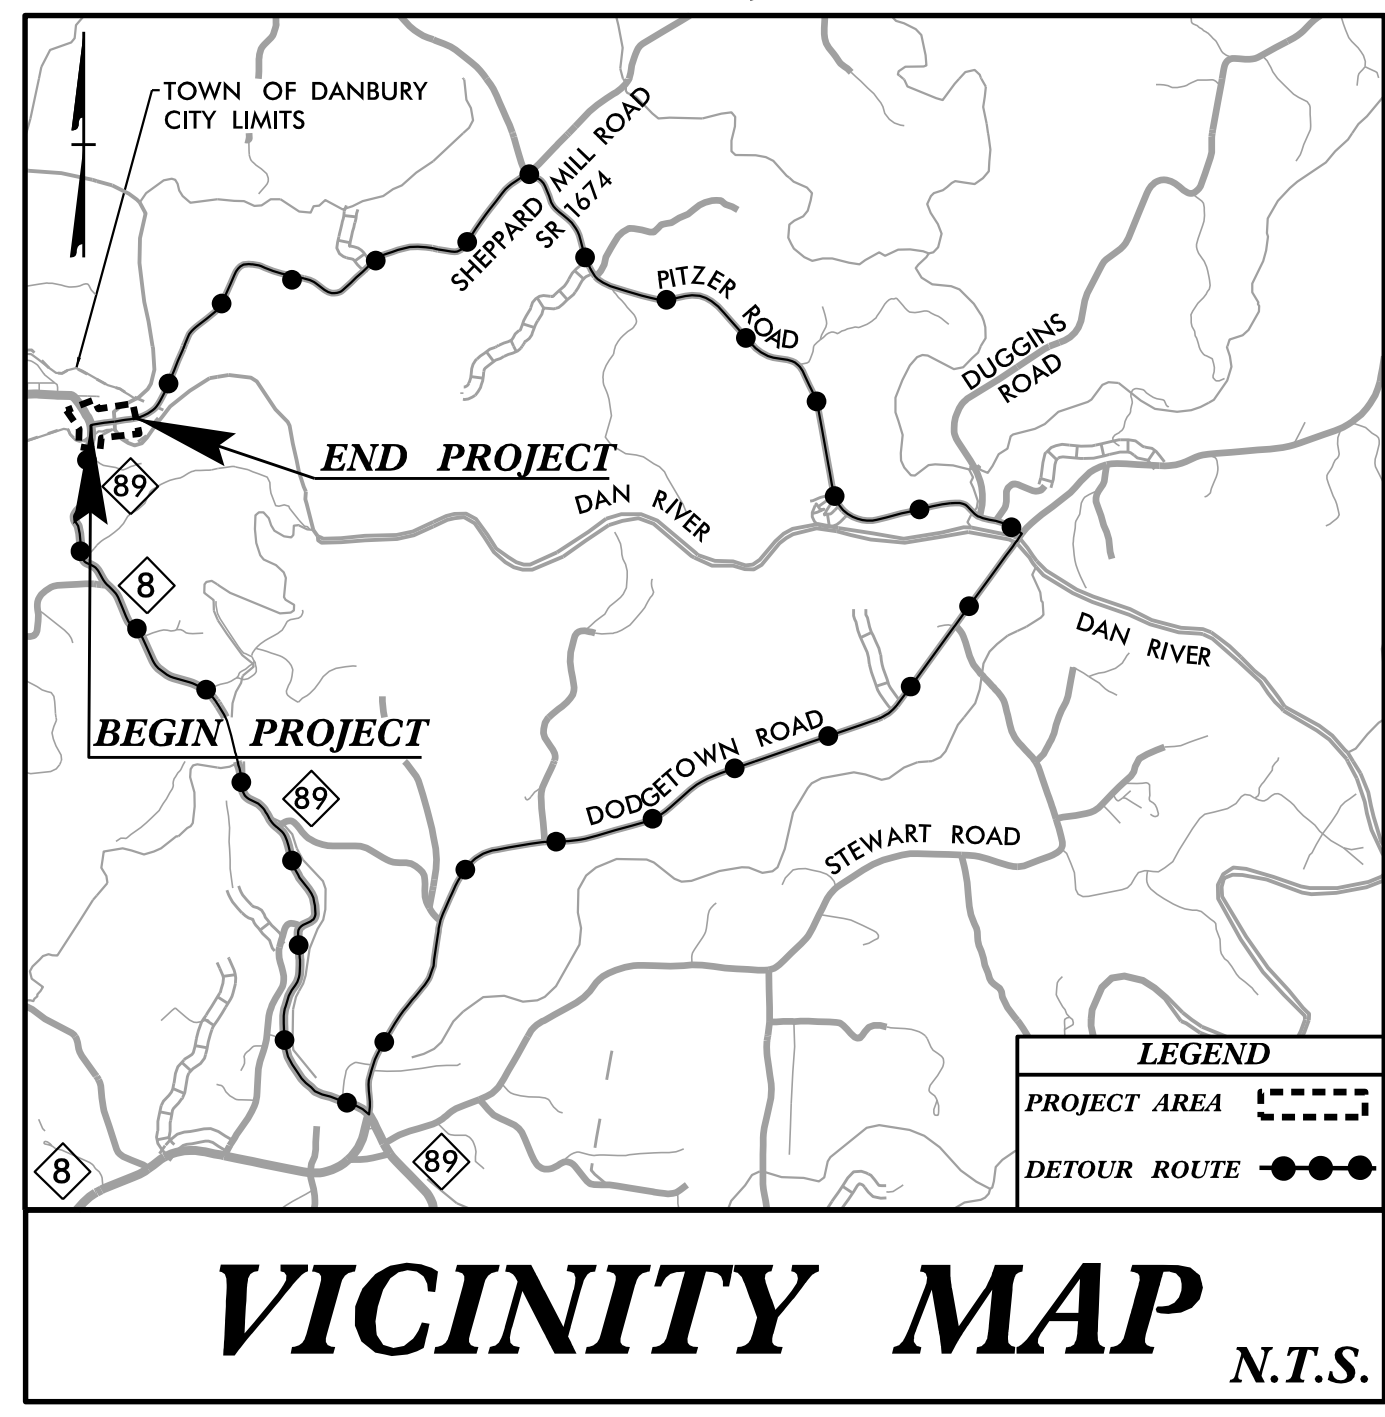 TOWN OF DANBURY
CITY LIMITS
SHEPPARD MILL ROAD
SR 1674
PITZER ROAD
DUGGINS
ROAD
END PROJECT
89
DAN RIVER
8
DAN RIVER
BEGIN PROJECT
89
DODGETOWN ROAD
STEWART ROAD
LEGEND
PROJECT AREA
DETOUR ROUTE
89
8
VICINITY MAP
N.T.S.